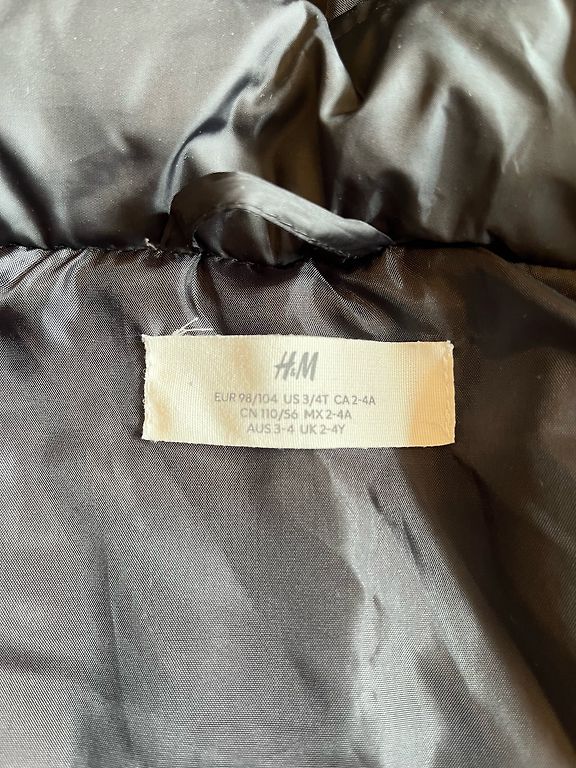 H&M
EUR 98/104 US 3/4T CA 2-4A
CN 110/56 MX 2-4A
AUS 3-4 UK 2-4Y